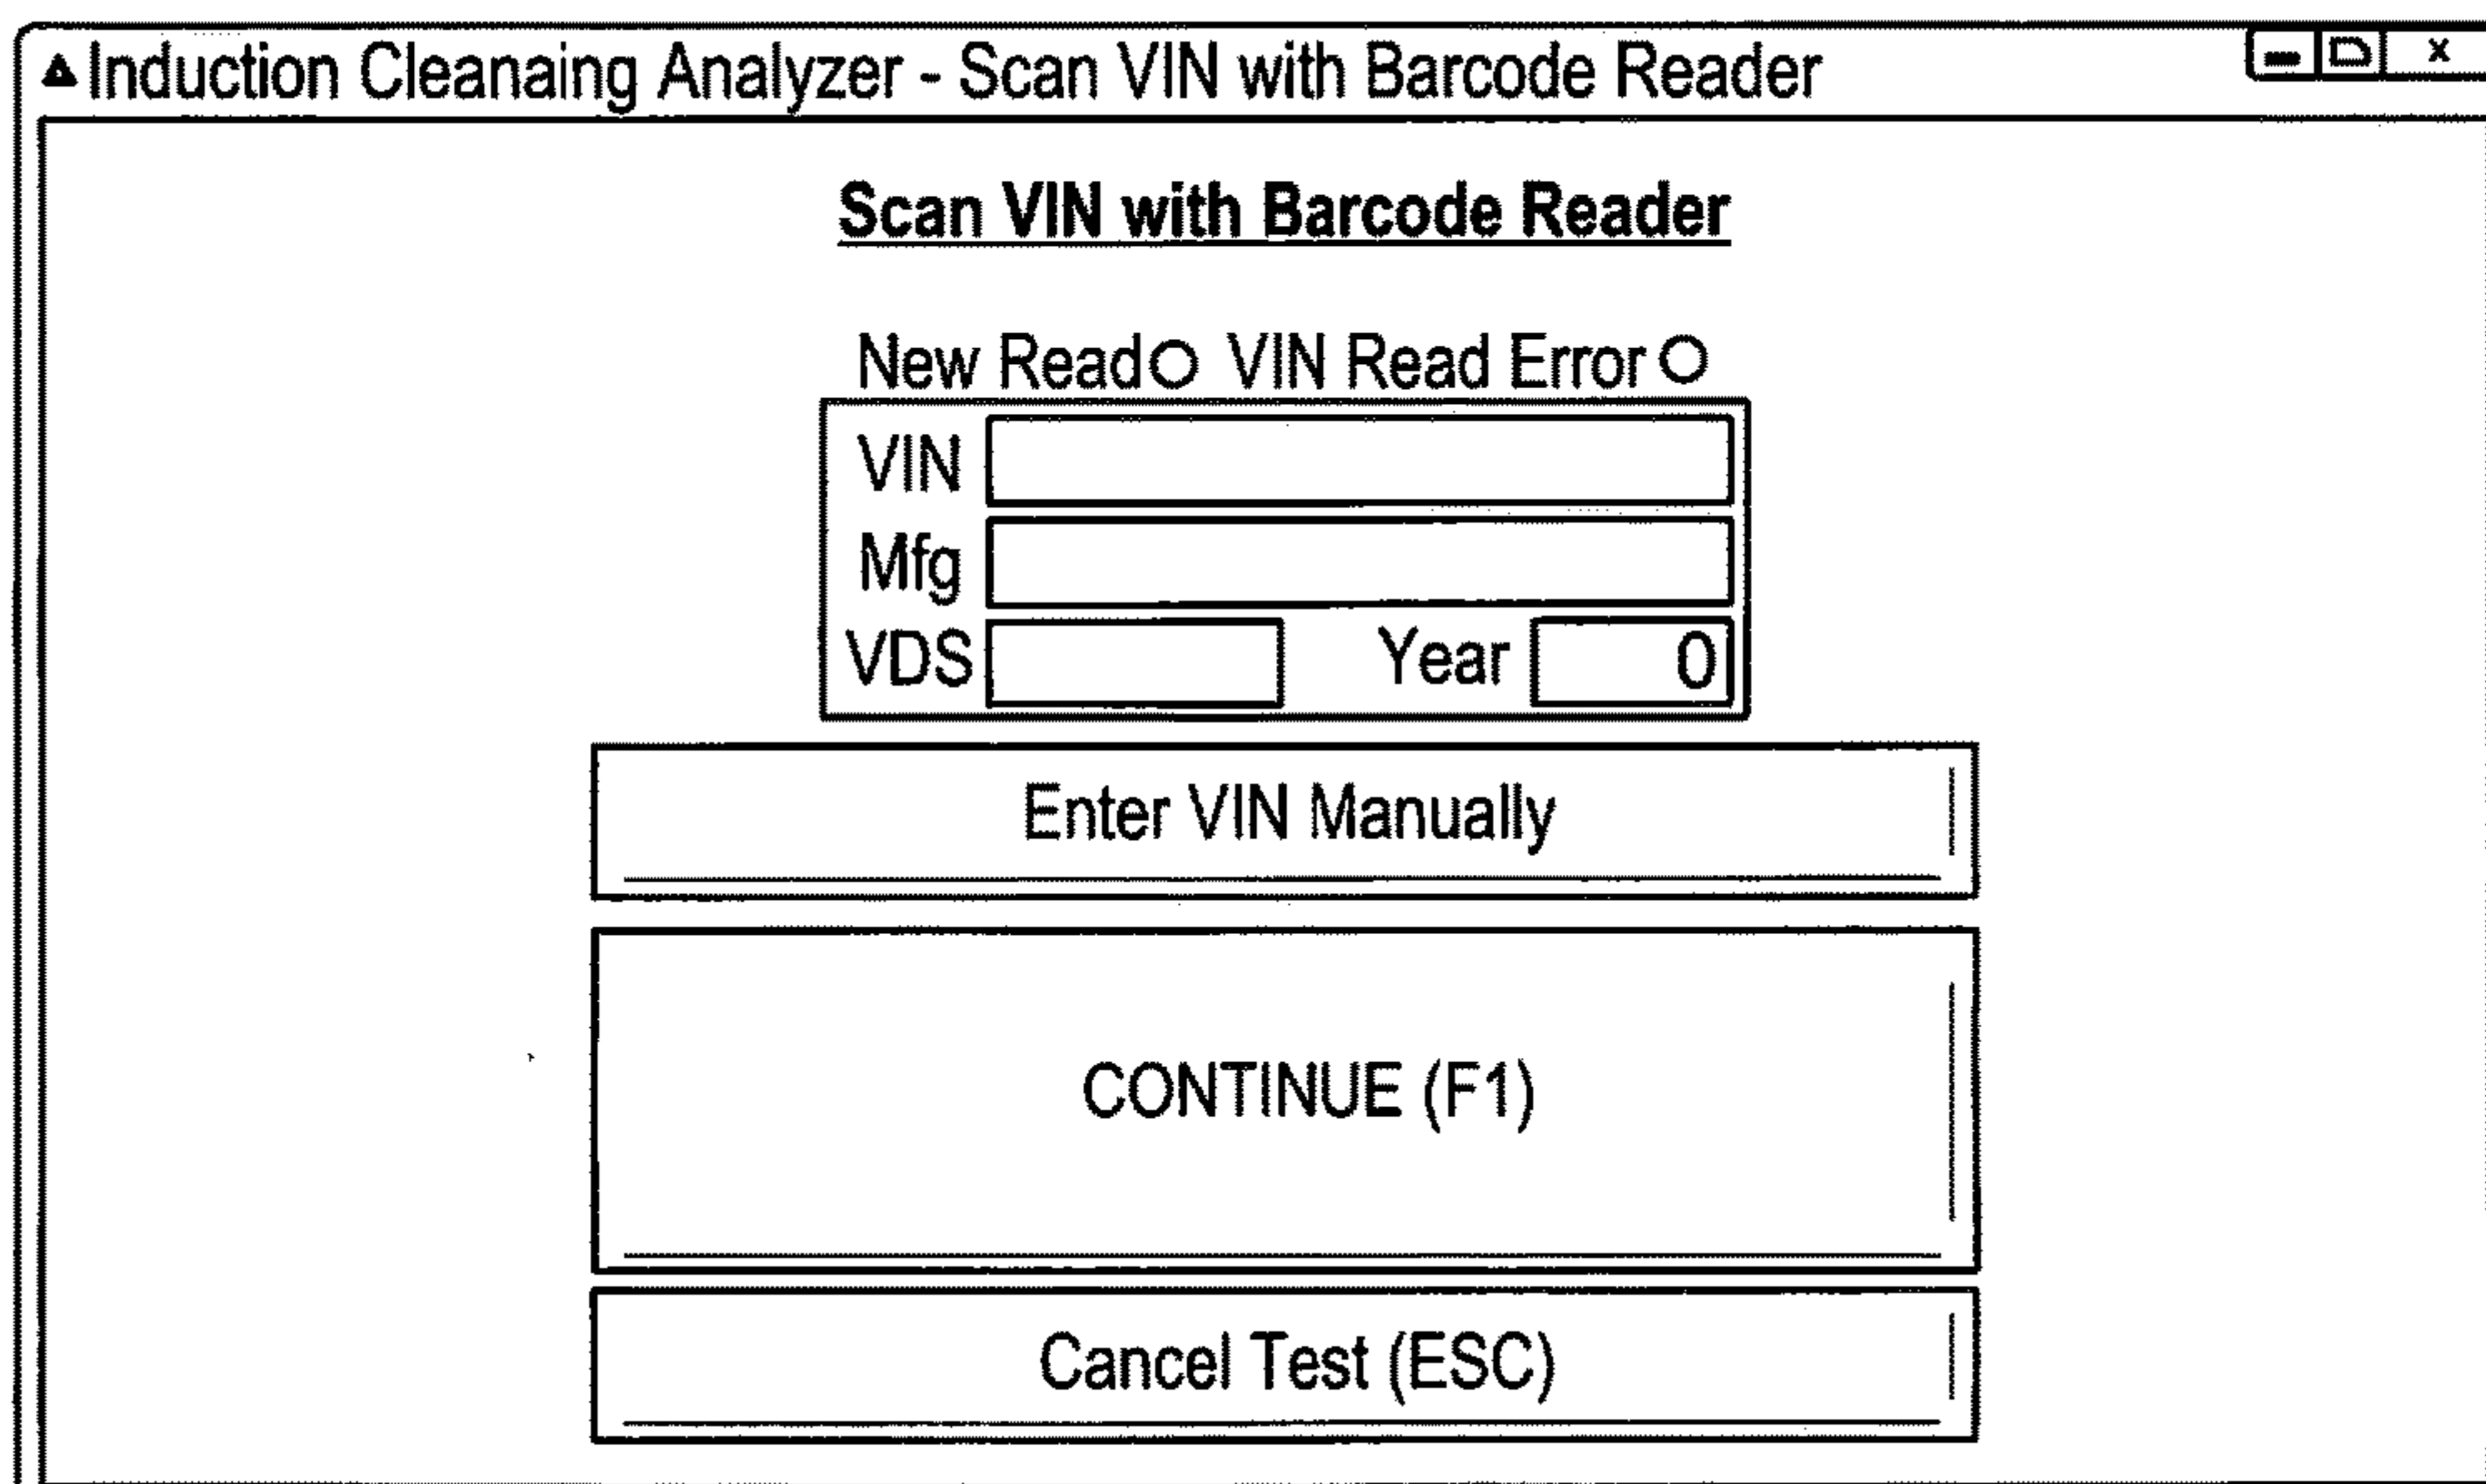 Induction Cleanaing Analyzer - Scan VIN with Barcode Reader
Scan VIN with Barcode Reader
New Read VIN Read Error
VIN
Mfg
VDS Year 0
Enter VIN Manually
CONTINUE (F1)
Cancel Test (ESC)